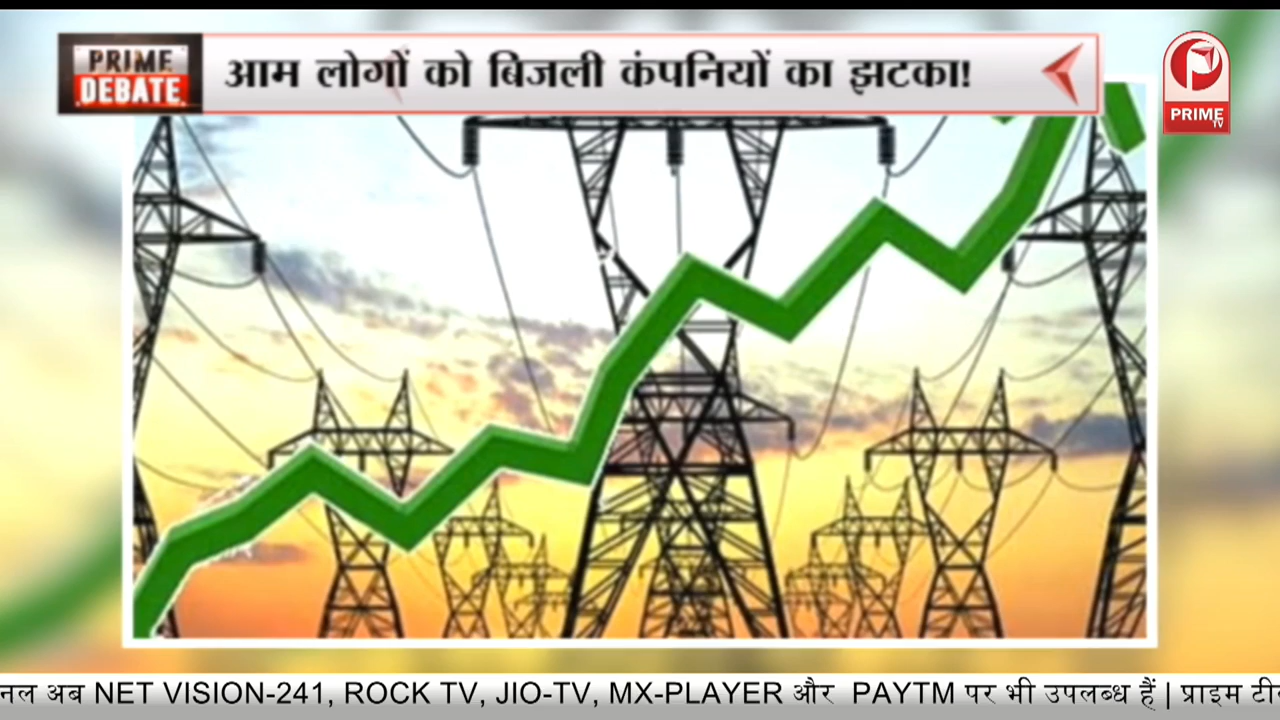 PRIME
DEBATE
आम लोगों को बिजली कंपनियों का झटका!
PRIME
TV
नल अब NET VISION-241, ROCK TV, JIO-TV, MX-PLAYER और PAYTM पर भी उपलब्ध हैं | प्राइम